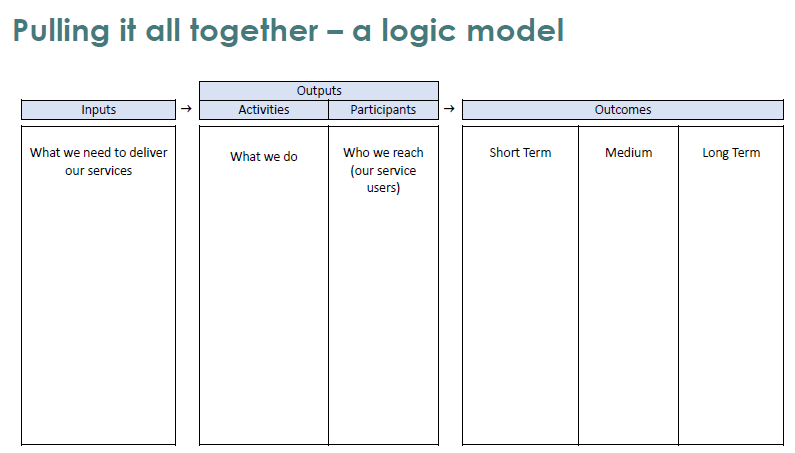 Pulling it all together – a logic model
Outputs
Inputs → Activities Participants → Outcomes
What we need to deliver
our services
What we do
Who we reach
(our service
users)
Short Term Medium Long Term